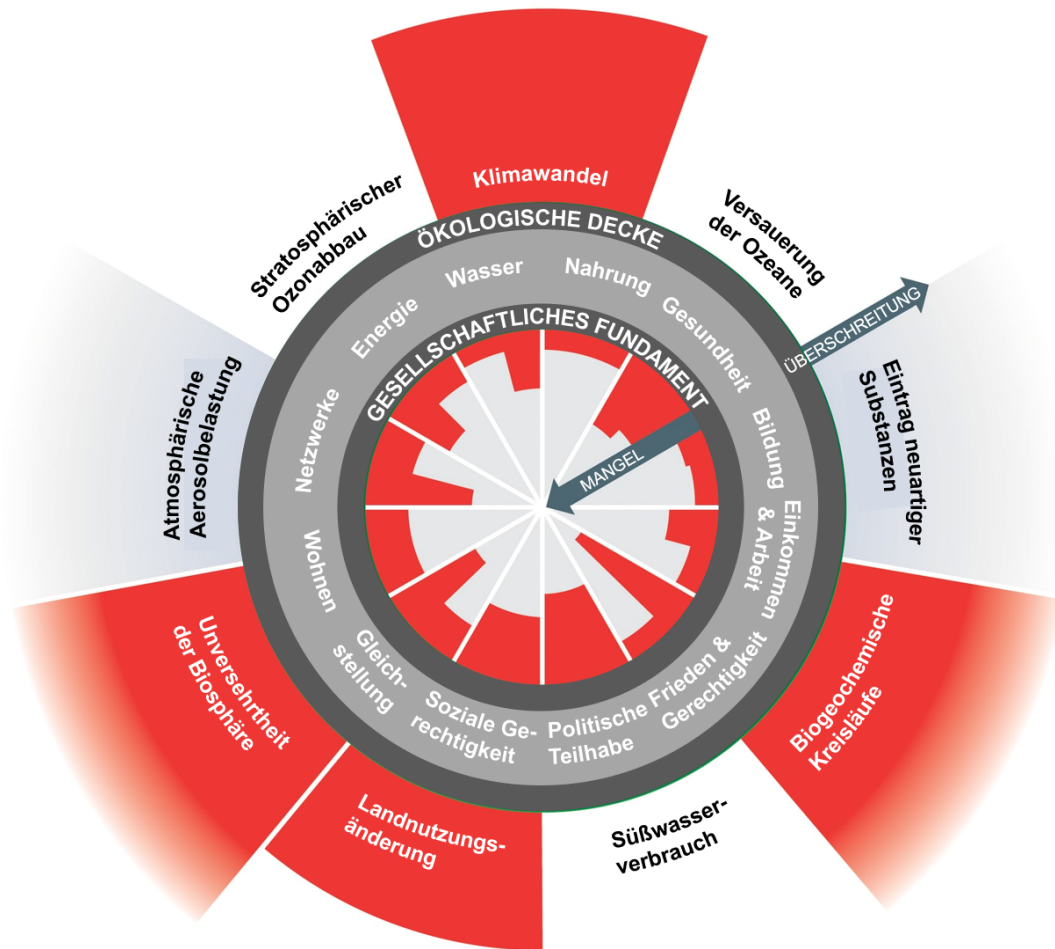 Klimawandel
Versauerung
der Ozeane
ÜBERSCHREITUNG
Eintrag neuartiger
Substanzen
Biogeochemische
Kreisläufe
Süßwasser-
verbrauch
Landnutzungs-
änderung
Unversehrtheit
der Biosphäre
Atmosphärische
Aerosolbelastung
Stratosphärischer
Ozonabbau
ÖKOLOGISCHE DECKE
Wasser
Nahrung
Gesundheit
Bildung
Einkommen
& Arbeit
Frieden &
Gerechtigkeit
Politische
Teilhabe
Soziale Ge-
rechtigkeit
Gleich-
stellung
Wohnen
Netzwerke
Energie
GESELLSCHAFTLICHES FUNDAMENT
MANGEL